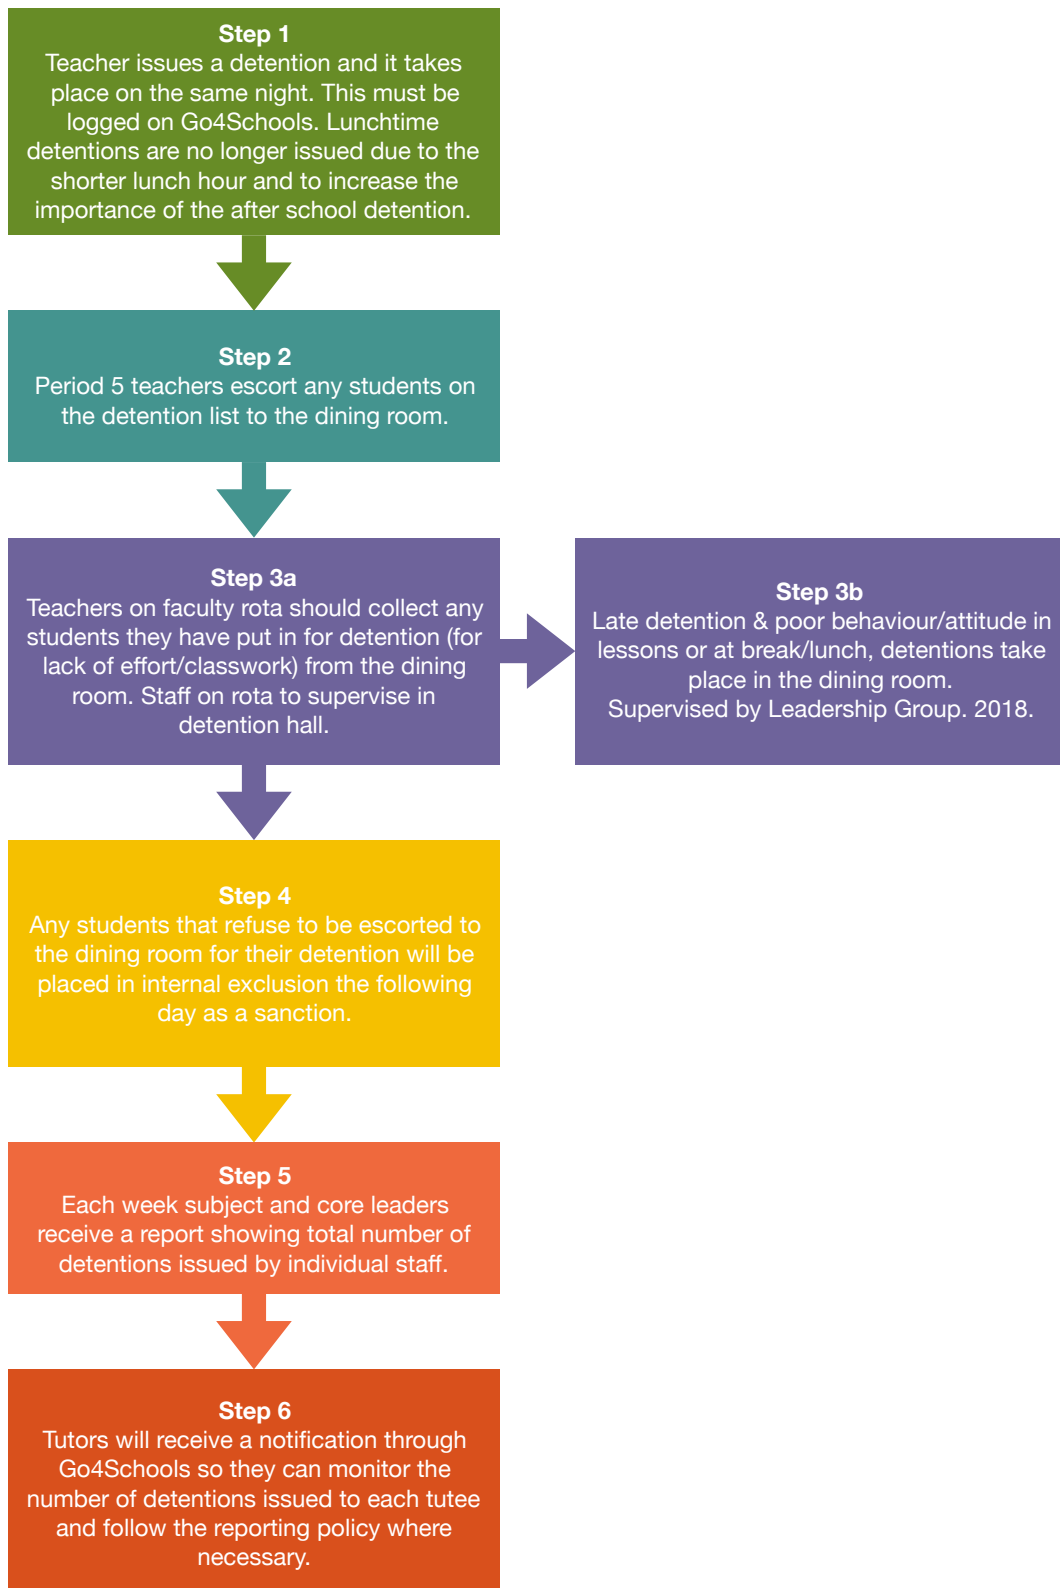 Step 1
Teacher issues a detention and it takes
place on the same night. This must be
logged on Go4Schools. Lunchtime
detentions are no longer issued due to the
shorter lunch hour and to increase the
importance of the after school detention.
Step 2
Period 5 teachers escort any students on
the detention list to the dining room.
Step 3a
Teachers on faculty rota should collect any
students they have put in for detention (for
lack of effort/classwork) from the dining
room. Staff on rota to supervise in
detention hall.
Step 3b
Late detention & poor behaviour/attitude in
lessons or at break/lunch, detentions take
place in the dining room.
Supervised by Leadership Group. 2018.
Step 4
Any students that refuse to be escorted to
the dining room for their detention will be
placed in internal exclusion the following
day as a sanction.
Step 5
Each week subject and core leaders
receive a report showing total number of
detentions issued by individual staff.
Step 6
Tutors will receive a notification through
Go4Schools so they can monitor the
number of detentions issued to each tutee
and follow the reporting policy where
necessary.